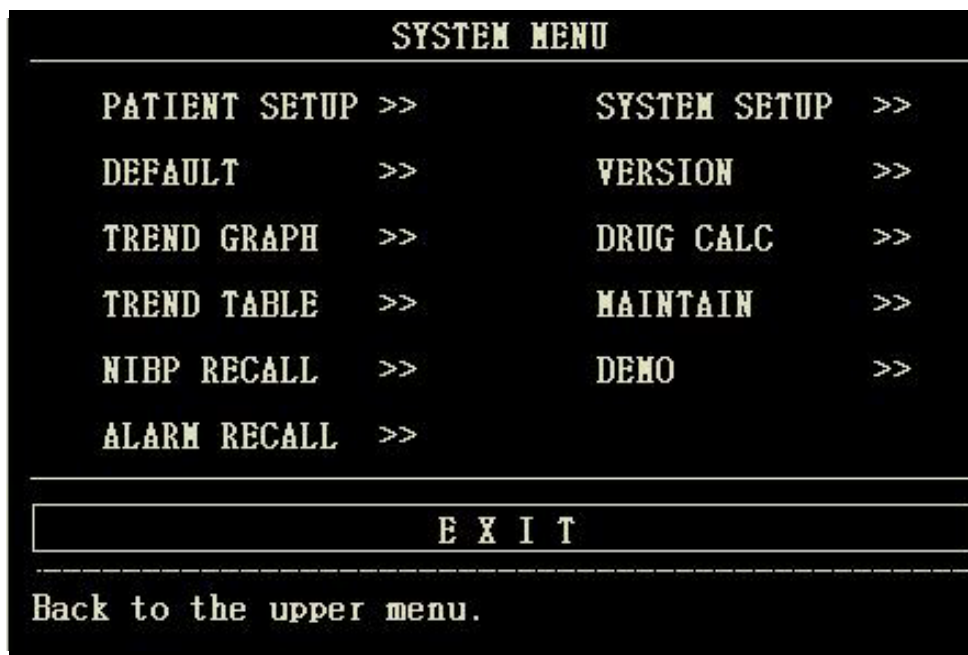 SYSTEM MENU
PATIENT SETUP >> SYSTEM SETUP >>
DEFAULT >> VERSION >>
TREND GRAPH >> DRUG CALC >>
TREND TABLE >> MAINTAIN >>
NIBP RECALL >> DEMO >>
ALARM RECALL >>
E X I T
Back to the upper menu.